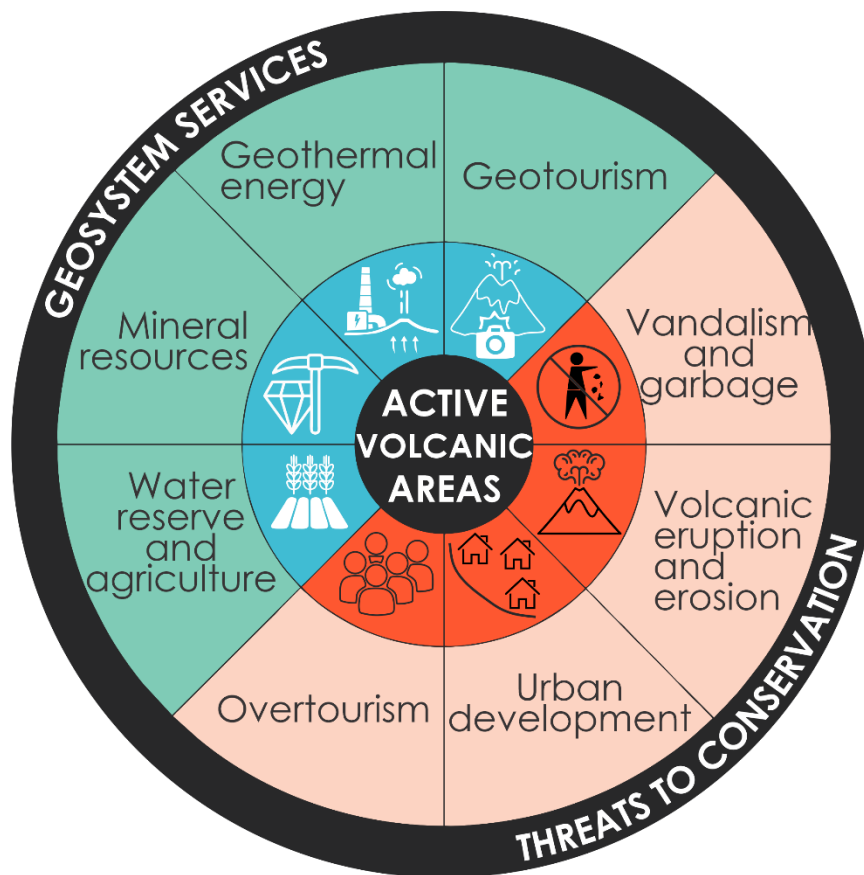 GEOSYSTEM SERVICES
Geothermal
energy
Geotourism
Mineral
resources
Vandalism
and
garbage
ACTIVE
VOLCANIC
AREAS
Water
reserve
and
agriculture
Volcanic
eruption
and
erosion
Overtourism
Urban
development
THREATS TO CONSERVATION